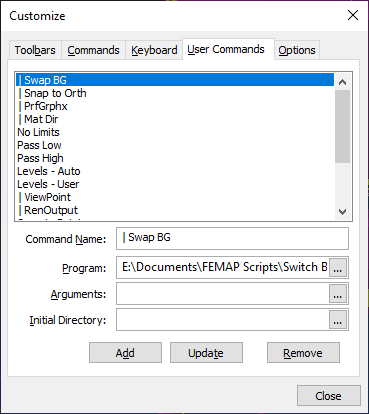 Customize
Toolbars Commands Keyboard User Commands Options
| Swap BG
| Snap to Orth
| PrfGrphx
| Mat Dir
No Limits
Pass Low
Pass High
Levels - Auto
Levels - User
| ViewPoint
| RenOutput
Command Name: | Swap BG
Program: E:\Documents\FEMAP Scripts\Switch B ...
Arguments: ...
Initial Directory: ...
Add Update Remove
Close